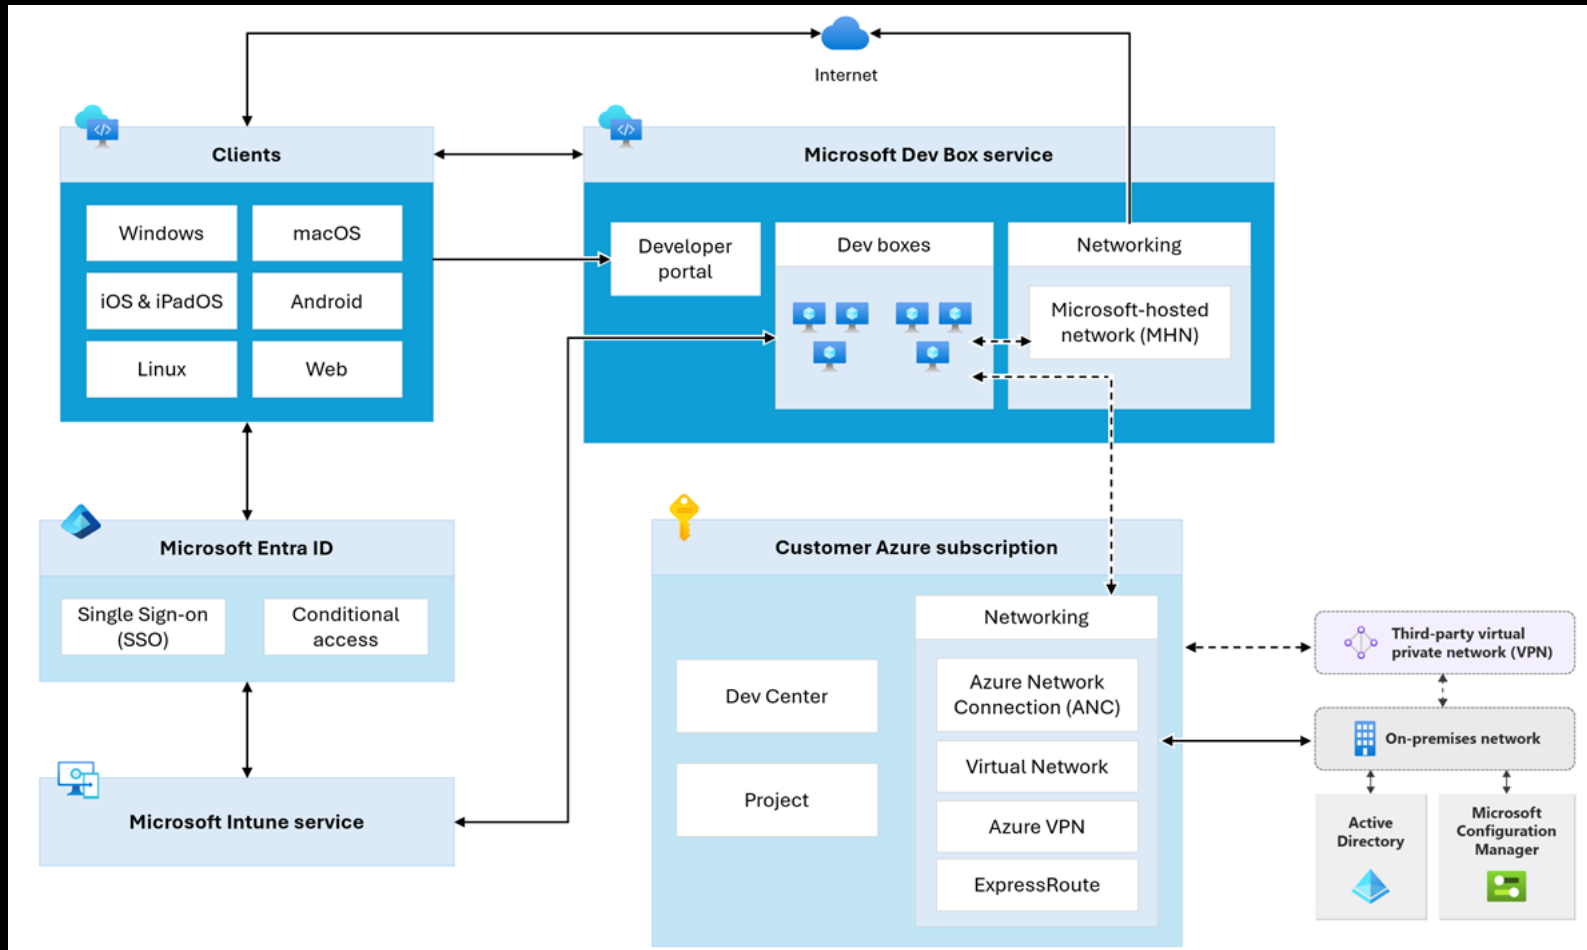 Internet
Clients
Windows
macOS
iOS & iPadOS
Android
Linux
Web
Microsoft Dev Box service
Developer
portal
Dev boxes
Networking
Microsoft-hosted
network (MHN)
Microsoft Entra ID
Single Sign-on
(SSO)
Conditional
access
Microsoft Intune service
Customer Azure subscription
Dev Center
Project
Networking
Azure Network
Connection (ANC)
Virtual Network
Azure VPN
ExpressRoute
Third-party virtual
private network (VPN)
On-premises network
Active
Directory
Microsoft
Configuration
Manager